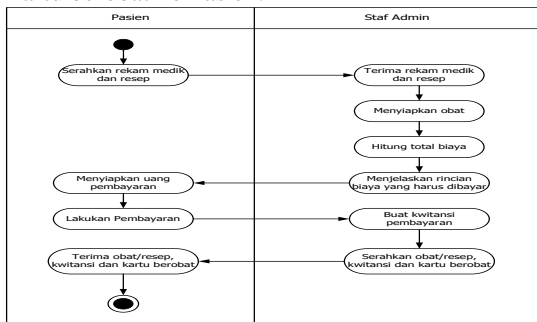 Pasien
Staf Admin
Serahkan rekam medik
dan resep
Terima rekam medik
dan resep
Menyiapkan obat
Hitung total biaya
Menyiapkan uang
pembayaran
Menjelaskan rincian
biaya yang harus dibayar
Lakukan Pembayaran
Buat kwitansi
pembayaran
Terima obat/resep,
kwitansi dan kartu berobat
Serahkan obat/resep,
kwitansi dan kartu berobat